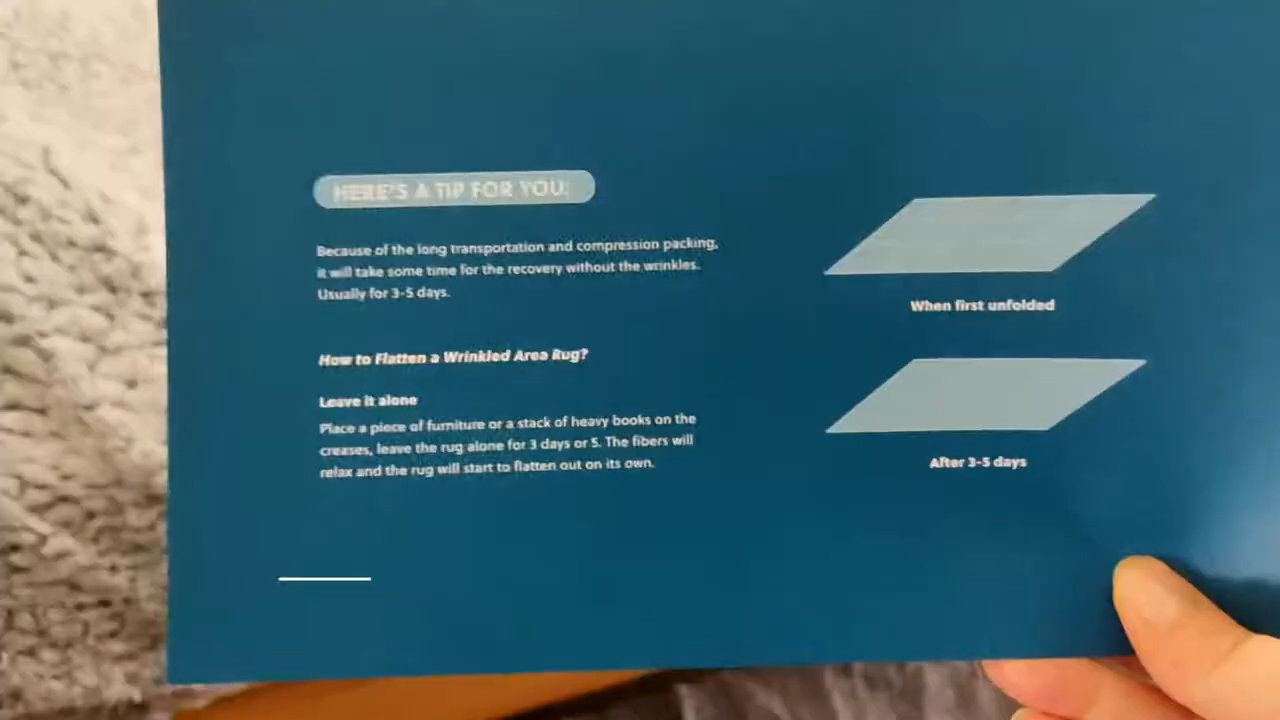 HERE'S A TIP FOR YOU:
Because of the long transportation and compression packing,
it will take some time for the recovery without the wrinkles.
Usually for 3-5 days.
How to Flatten a Wrinkled Area Rug?
Leave it alone
Place a piece of furniture or a stack of heavy books on the
creases, leave the rug alone for 3 days or 5. The fibers will
relax and the rug will start to flatten out on its own.
When first unfolded
After 3-5 days